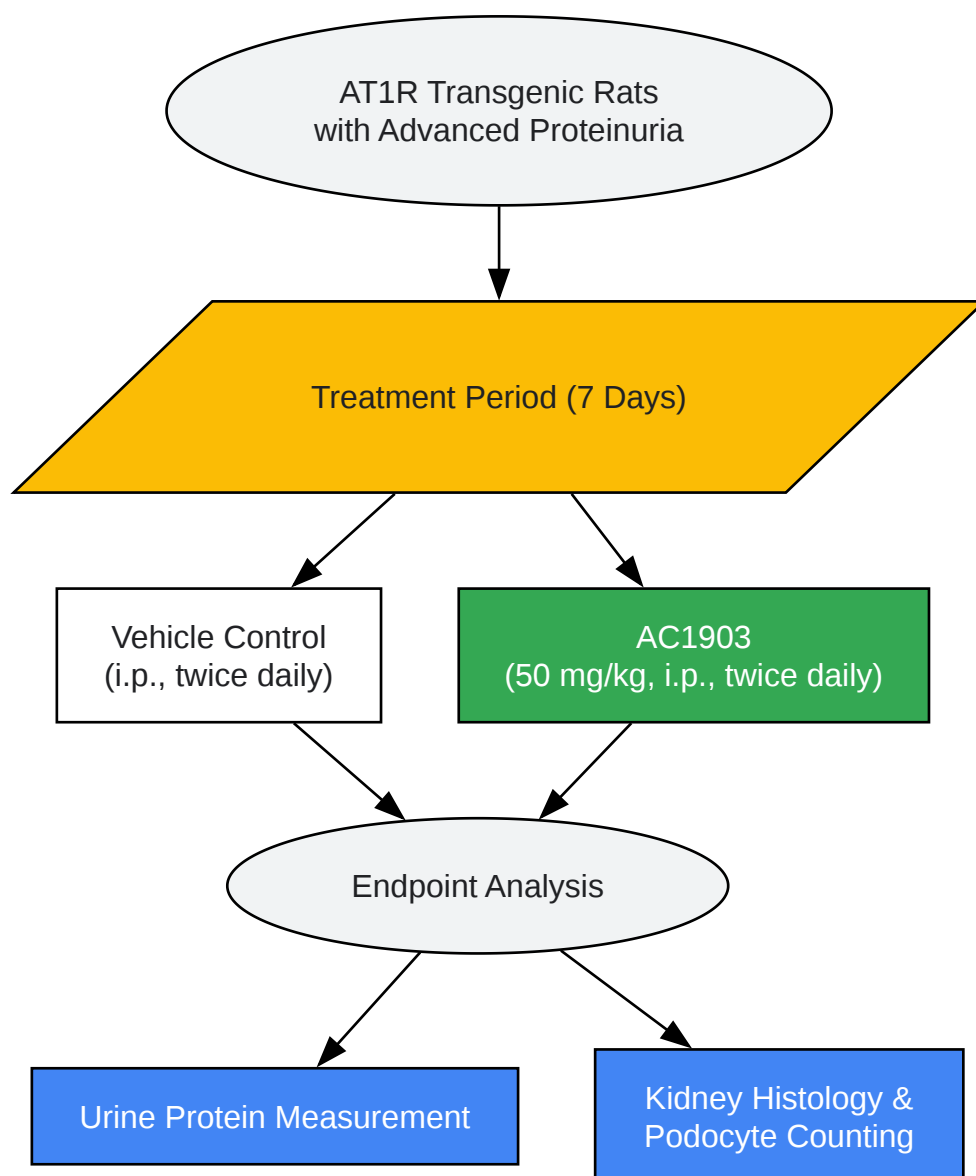 AT1R Transgenic Rats
with Advanced Proteinuria
Treatment Period (7 Days)
Vehicle Control
(i.p., twice daily)
AC1903
(50 mg/kg, i.p., twice daily)
Endpoint Analysis
Urine Protein Measurement
Kidney Histology &
Podocyte Counting